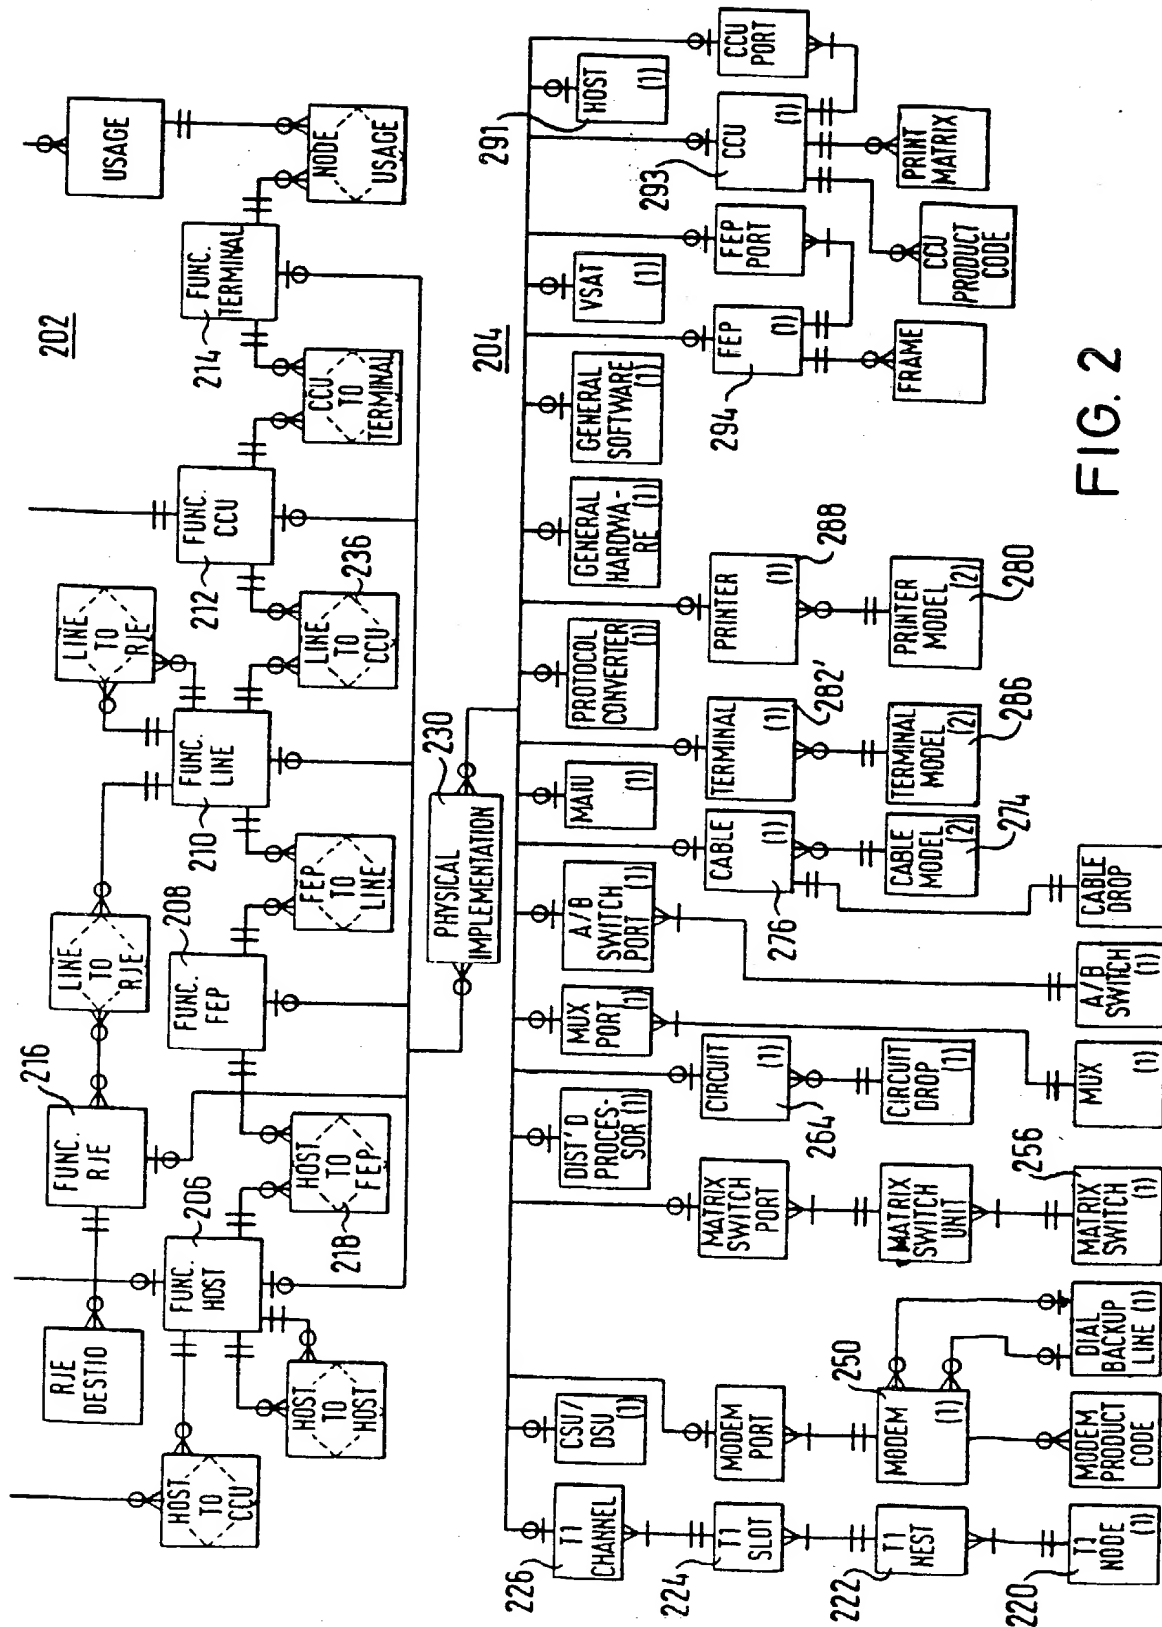 202
USAGE
NODE
USAGE
FUNC.
TERMINAL
214
CCU
TO
TERMINAL
FUNC.
CCU
212
LINE
TO
RJE
LINE
TO
CCU
236
FUNC.
LINE
210
FEP
TO
LINE
FUNC.
FEP
208
LINE
TO
RJE
FUNC.
RJE
216
HOST
TO
FEP
218
FUNC.
HOST
206
RJE
DESTIO
HOST
TO
HOST
HOST
TO
CCU
PHYSICAL
IMPLEMENTATION
230
204
T1
CHANNEL
226
CSU/
DSU
(1)
DIST'D
PROCES-
SOR (1)
MUX
PORT
(1)
A/B
SWITCH
PORT
(1)
MAIU
(1)
PROTOCOL
CONVERTER
(1)
GENERAL
HARDWA-
RE (1)
GENERAL
SOFTWARE
(1)
VSAT
(1)
HOST
(1)
291
T1
SLOT
224
MODEM
PORT
MATRIX
SWITCH
PORT
CIRCUIT
(1)
264
CABLE
(1)
276
TERMINAL
(1)
282'
PRINTER
(1)
288
FEP
(1)
294
FEP
PORT
CCU
(1)
293
CCU
PORT
T1
NEST
222
MODEM
(1)
250
MATRIX
SWITCH
UNIT
CIRCUIT
DROP
(1)
CABLE
MODEL
(2)
274
TERMINAL
MODEL
(2)
286
PRINTER
MODEL
(2)
280
FRAME
CCU
PRODUCT
CODE
PRINT
MATRIX
T1
NODE
(1)
220
MODEM
PRODUCT
CODE
DIAL
BACKUP
LINE (1)
MATRIX
SWITCH
(1)
256
MUX
(1)
A/B
SWITCH
(1)
CABLE
DROP
FIG. 2